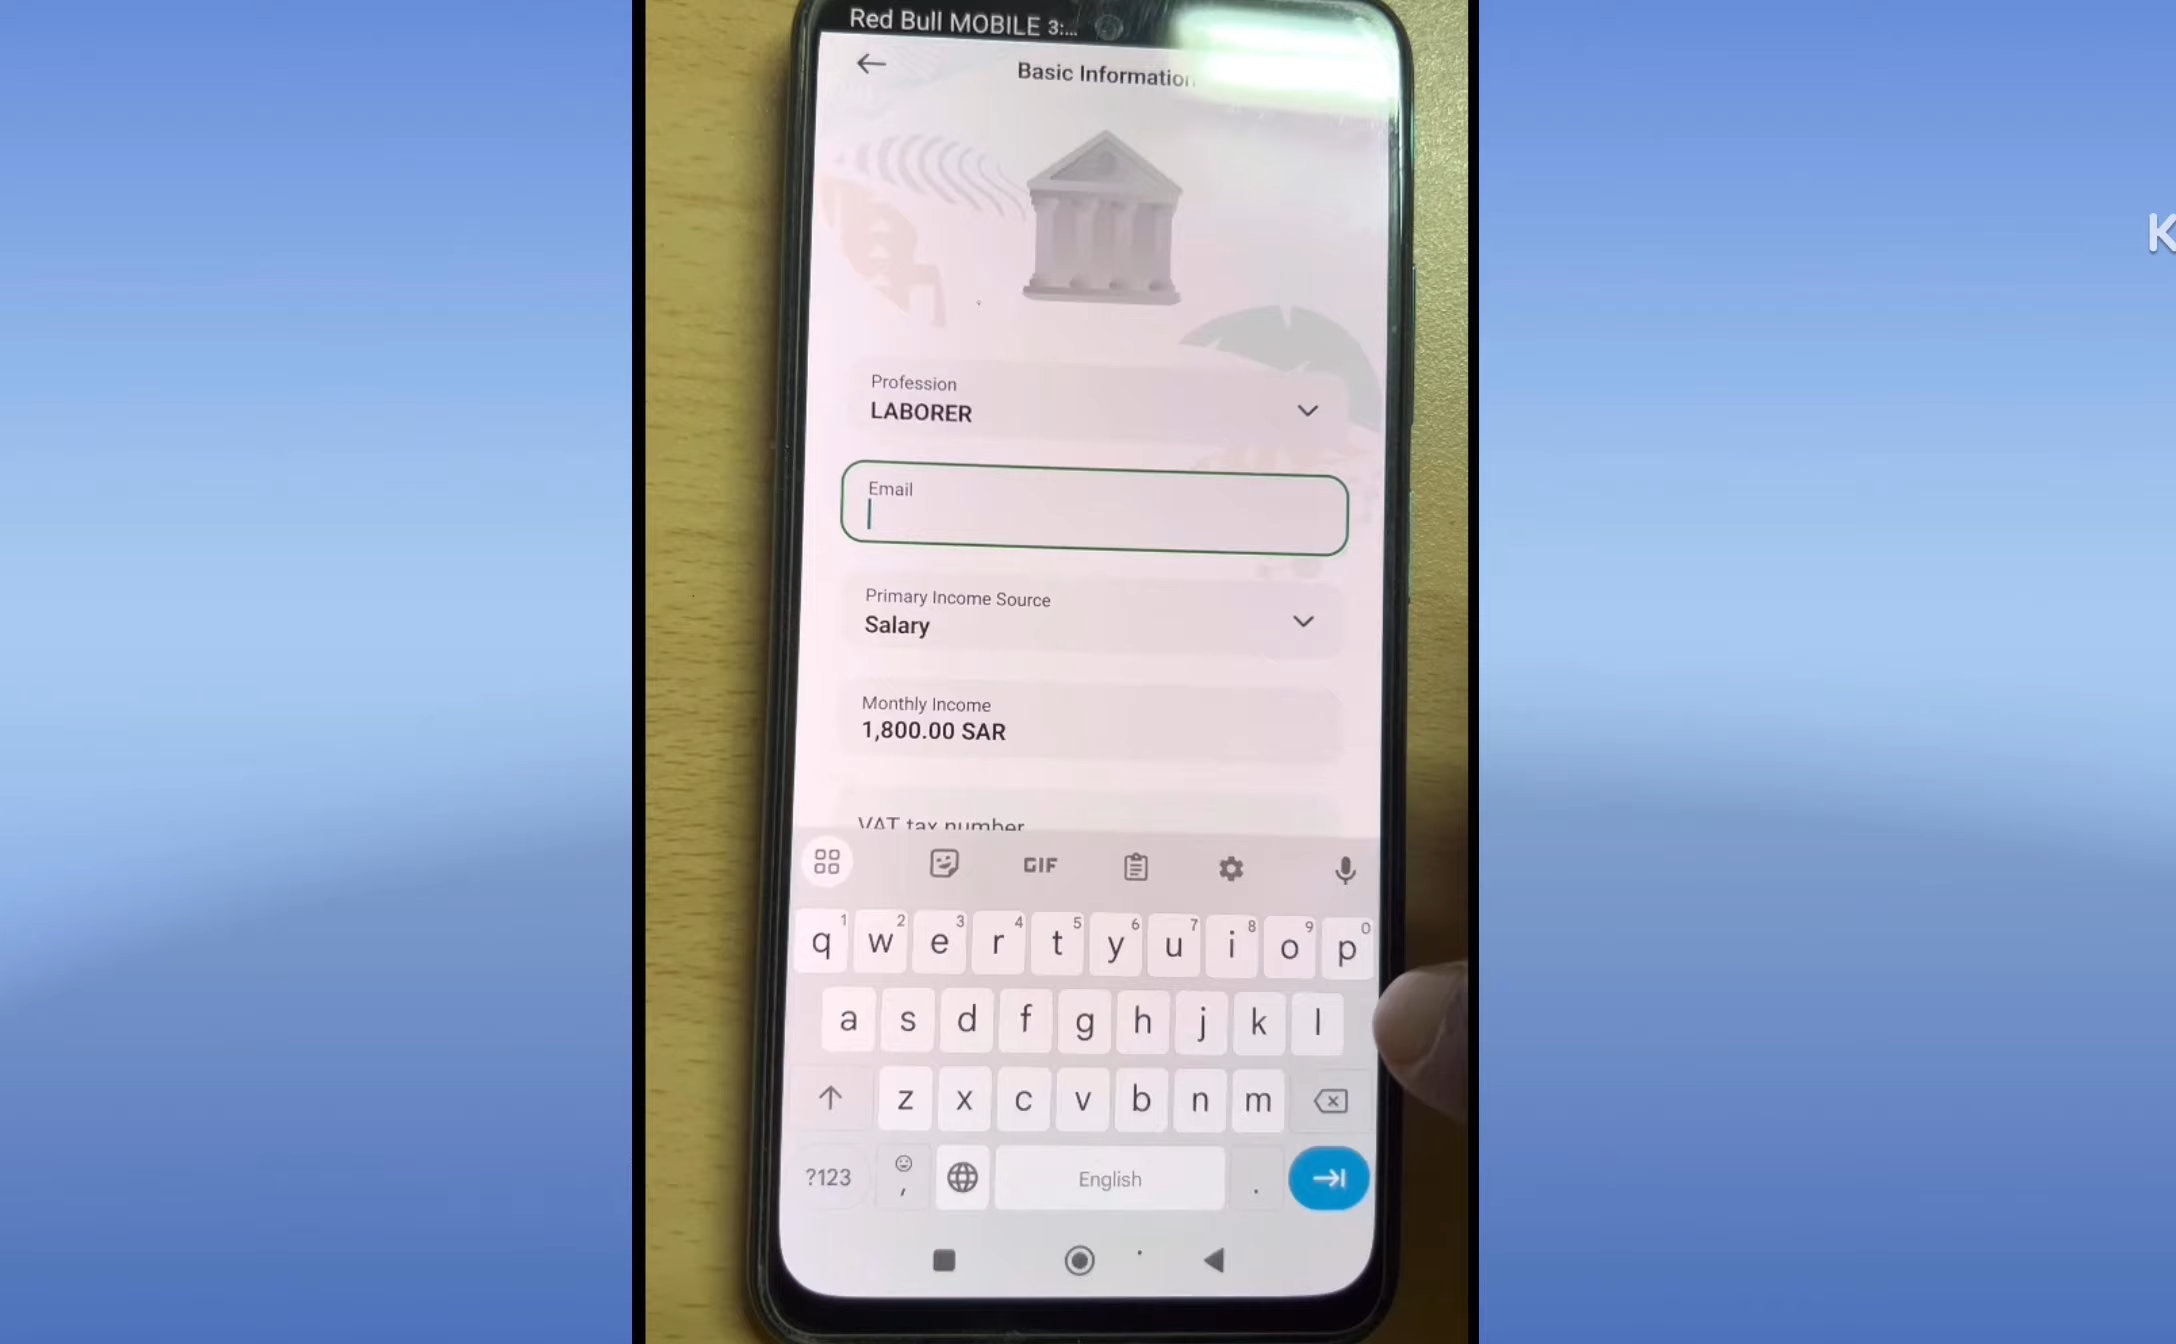 Red Bull MOBILE 3:...
Basic Information
Profession
LABORER
Email
Primary Income Source
Salary
Monthly Income
1,800.00 SAR
VAT tax number
GIF
q w e r t y u i o p
1 2 3 4 5 6 7 8 9 0
a s d f g h j k l
z x c v b n m
?123 , English .
K